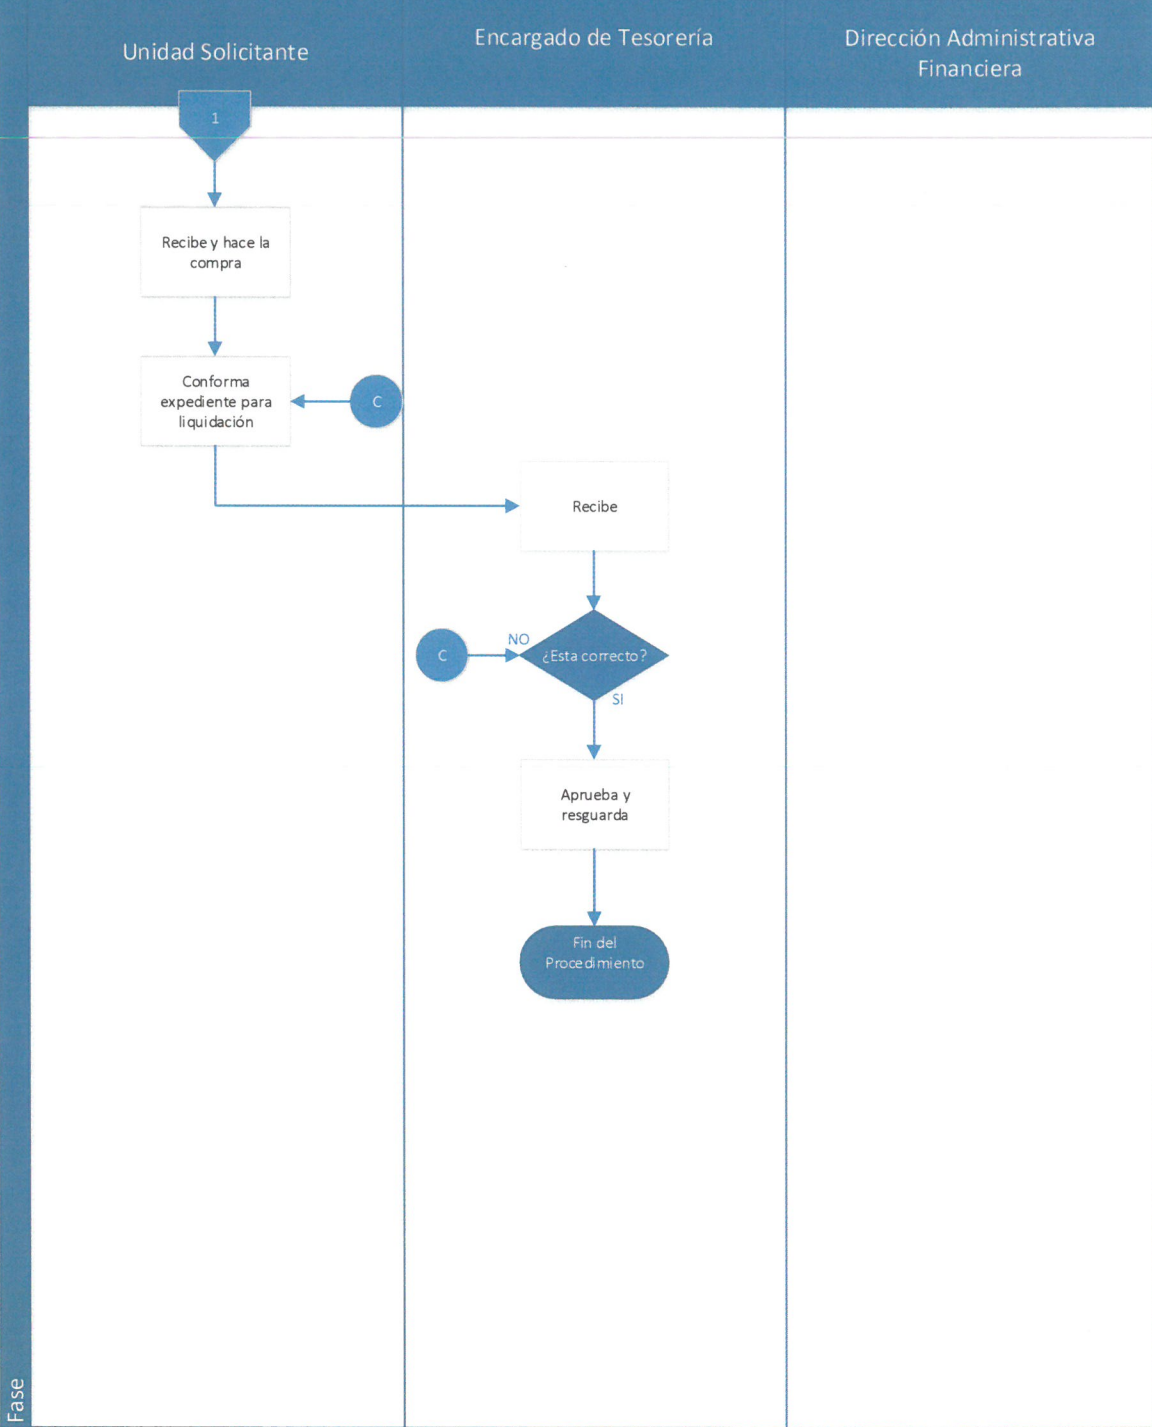 Unidad Solicitante
Encargado de Tesorería
Dirección Administrativa
Financiera
1
Recibe y hace la
compra
Conforma
expediente para
liquidación
C
Recibe
C
NO
¿Esta correcto?
SI
Aprueba y
resguarda
Fin del
Procedimiento
Fase